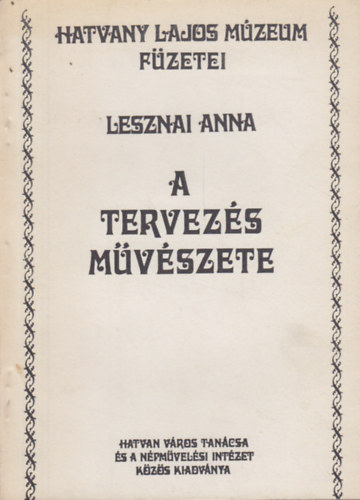 HATVANY LAJOS MÚZEUM
FÜZETEI
LESZNAI ANNA
A
TERVEZÉS
MŰVÉSZETE
HATVAN VÁROS TANÁCSA
ÉS A NÉPMŰVELÉSI INTÉZET
KÖZÖS KIADVÁNYA